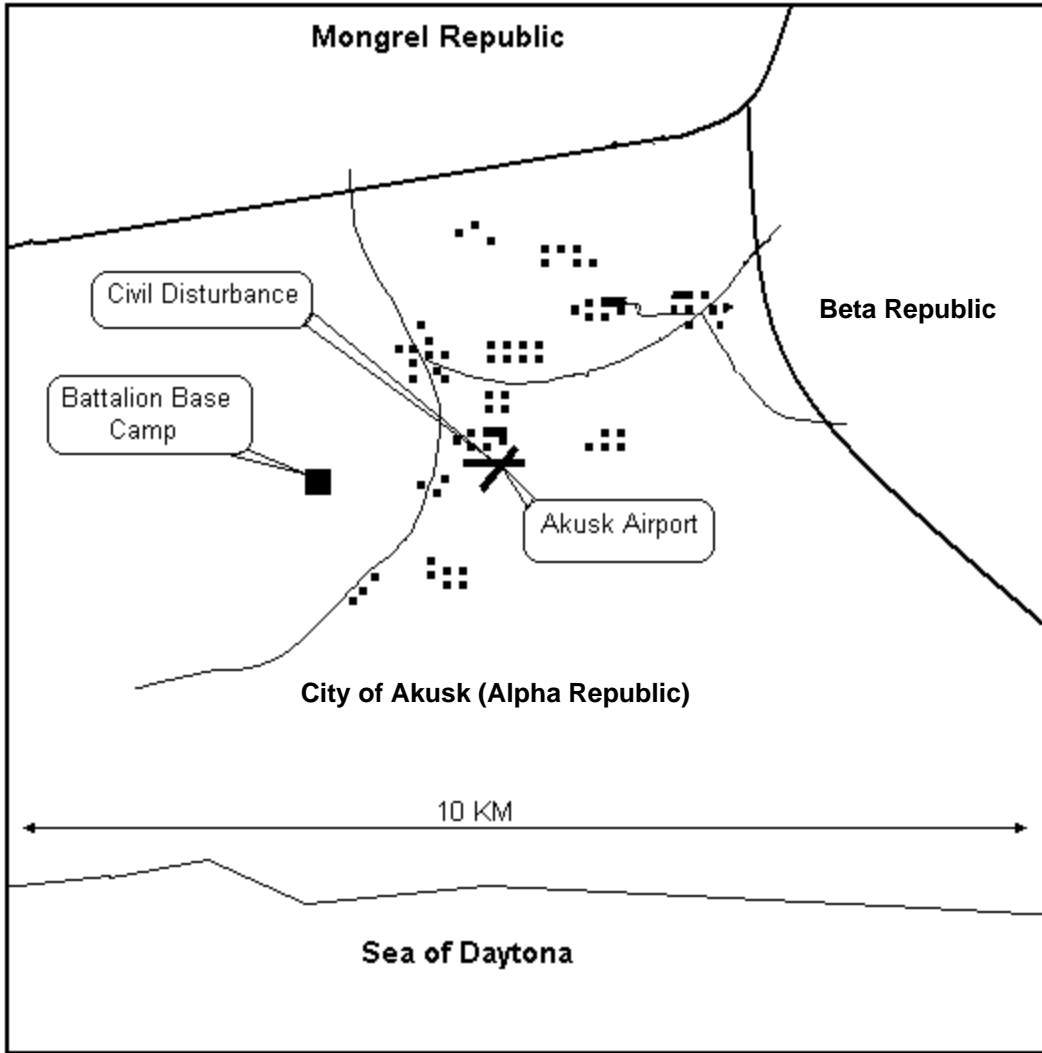 Mongrel Republic
Civil Disturbance
Beta Republic
Battalion Base
Camp
Akusk Airport
City of Akusk (Alpha Republic)
10 KM
Sea of Daytona